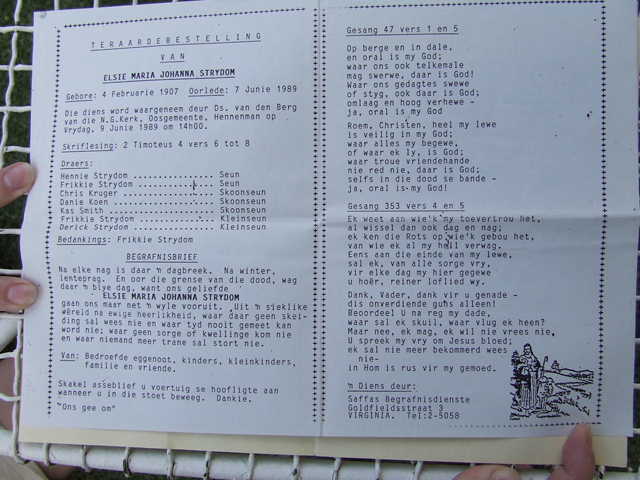 TERAARDEBESTELLING
VAN
ELSIE MARIA JOHANNA STRYDOM
Gebore: 4 Februarie 1907 Oorlede: 7 Junie 1989
Die diens word waargeneem deur Ds. van den Berg
van die N.G.Kerk, Oosgemeente, Hennenman op
Vrydag, 9 Junie 1989 om 14h00.
Skriflesing: 2 Timoteus 4 vers 6 tot 8
Draers:
Hennie Strydom ................ Seun
Frikkie Strydom ............... Seun
Chris Kruger .................. Skoonseun
Danie Koen .................... Skoonseun
Kas Smith ..................... Skoonseun
Frikkie Strydom ............... Kleinseun
Derick Strydom ................ Kleinseun
Bedankings: Frikkie Strydom
BEGRAFNISBRIEF
Na elke nag is daar 'n dagbreek. Na winter,
lentegrag. En oor die grense van die dood, wag
daar 'n blye dag, want ons geliefde
ELSIE MARIA JOHANNA STRYDOM
gaan ons maar net 'n wyle vooruit. Uit 'n sieklike
wêreld na ewige heerlikheid, waar daar geen skei-
ding sal wees nie en waar tyd nooit gemeet kan
word nie; waar geen sorge of kwellinge kom nie
en waar niemand meer trane sal stort nie.
Van: Bedroefde eggenoot, kinders, kleinkinders,
familie en vriende.
Skakel asseblief u voertuig se hoofligte aan
wanneer u in die stoet beweeg. Dankie.
"Ons gee om"
Gesang 47 vers 1 en 5
Op berge en in dale,
en oral is my God;
waar ons ook telkemale
mag swerwe, daar is God!
Waar ons gedagtes swewe
of styg, ook daar is God;
omlaag en hoog verhewe -
ja, oral is my God
Roem, Christen, heel my lewe
is veilig in my God;
waar alles my begewe,
of waar ek ly, is God;
waar troue vriendehande
nie red nie, daar is God;
selfs in die dood se bande -
ja, oral is my God!
Gesang 353 vers 4 en 5
Ek weet aan wie'k my toevertrou het,
al wissel dan ook dag en nag;
ek ken die Rots op wie'k gebou het,
van wie ek al my heil verwag.
Eens aan die einde van my lewe,
sal ek, van alle sorge vry,
vir elke dag my hier gegewe
u hoër, reiner loflied wy.
Dank, Vader, dank vir u genade -
dis onverdiende guns alleen!
Beoordeel U na reg my dade,
waar sal ek skuil, waar vlug ek heen?
Maar nee, ek mag, ek wil nie vrees nie,
U spreek my vry om Jesus bloed;
ek sal nie meer bekommerd wees
nie-
in Hom is rus vir my gemoed.
'n Diens deur:
Saffas Begrafnisdienste
Goldfieldsstraat 3
VIRGINIA. Tel:2-5058